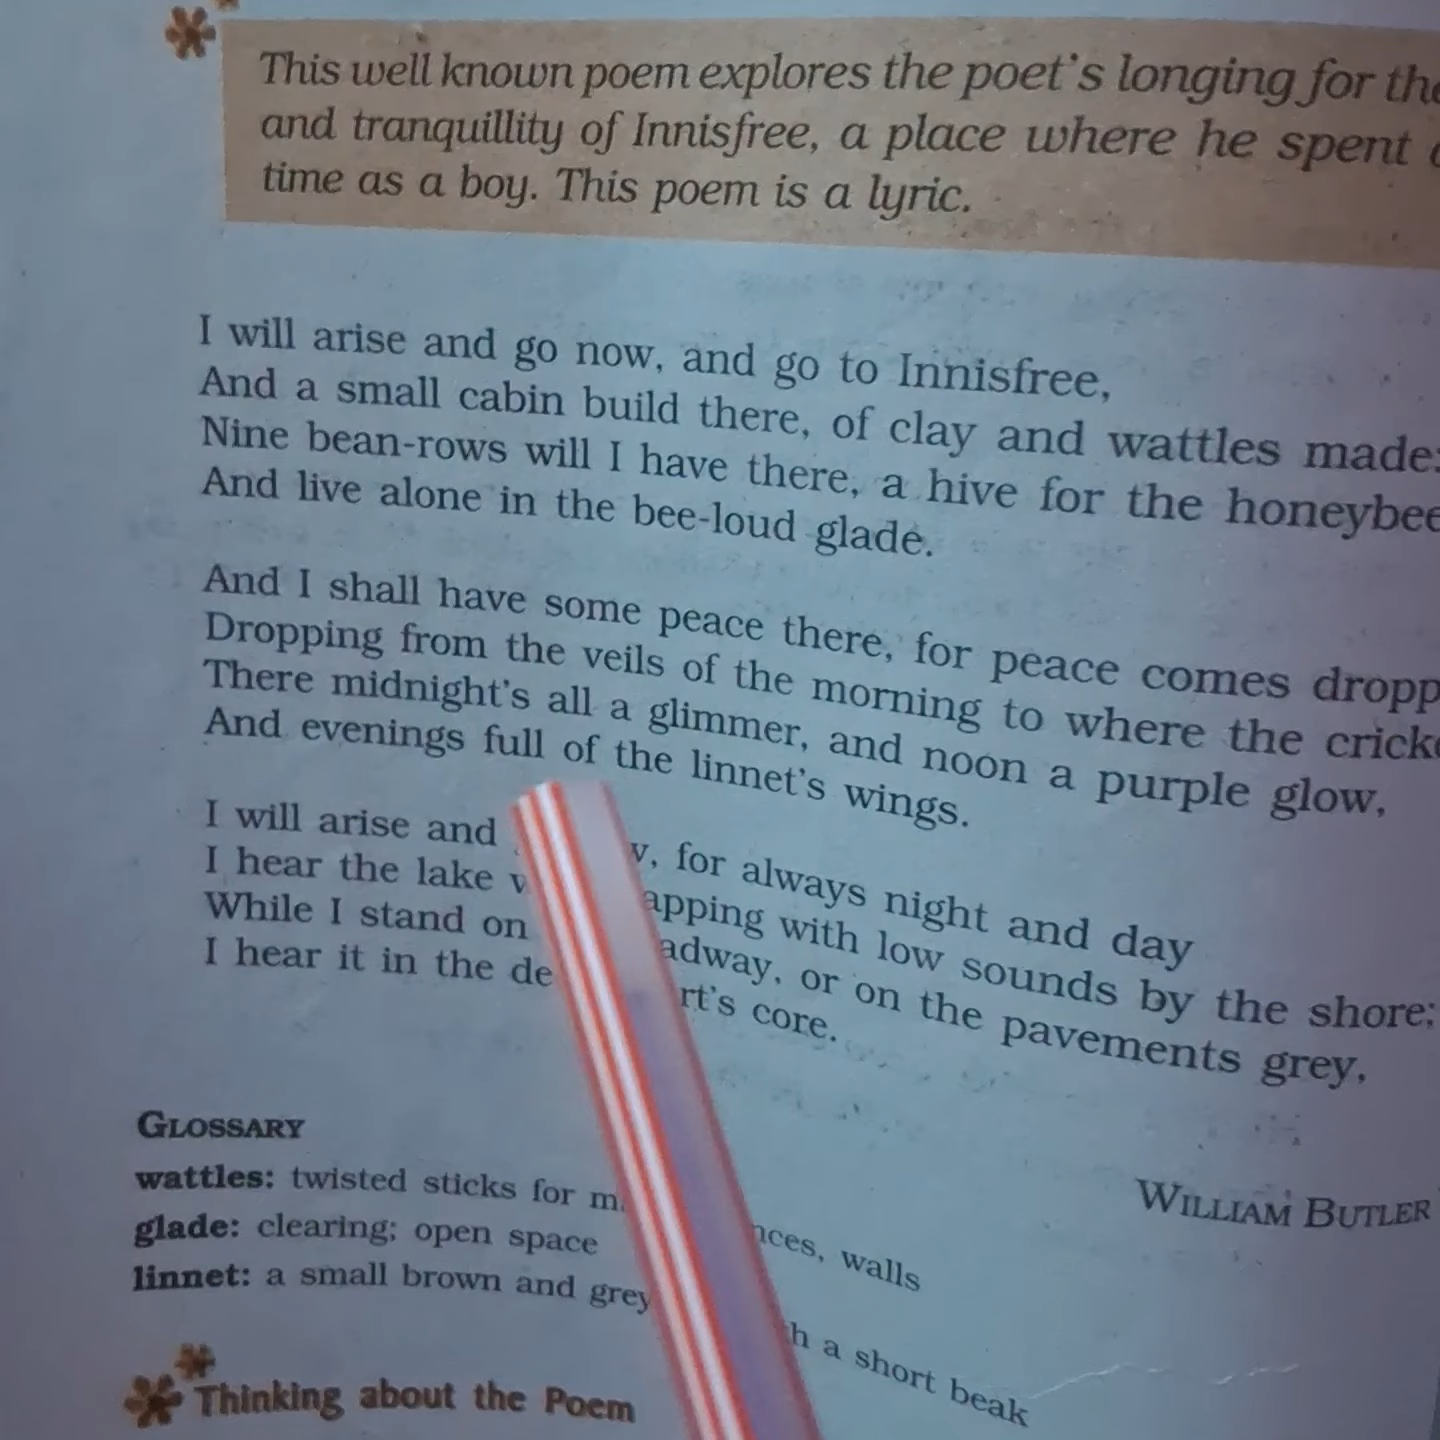 This well known poem explores the poet's longing for the
and tranquillity of Innisfree, a place where he spent
time as a boy. This poem is a lyric.
I will arise and go now, and go to Innisfree,
And a small cabin build there, of clay and wattles made:
Nine bean-rows will I have there, a hive for the honeybee
And live alone in the bee-loud glade.
And I shall have some peace there, for peace comes dropp
Dropping from the veils of the morning to where the cricke
There midnight's all a glimmer, and noon a purple glow,
And evenings full of the linnet's wings.
I will arise and for always night and day
I hear the lake apping with low sounds by the shore;
While I stand on adway, or on the pavements grey,
I hear it in the de rt's core.
WILLIAM BUTLER
GLOSSARY
wattles: twisted sticks for m nces, walls
glade: clearing; open space
linnet: a small brown and grey h a short beak
Thinking about the Poem